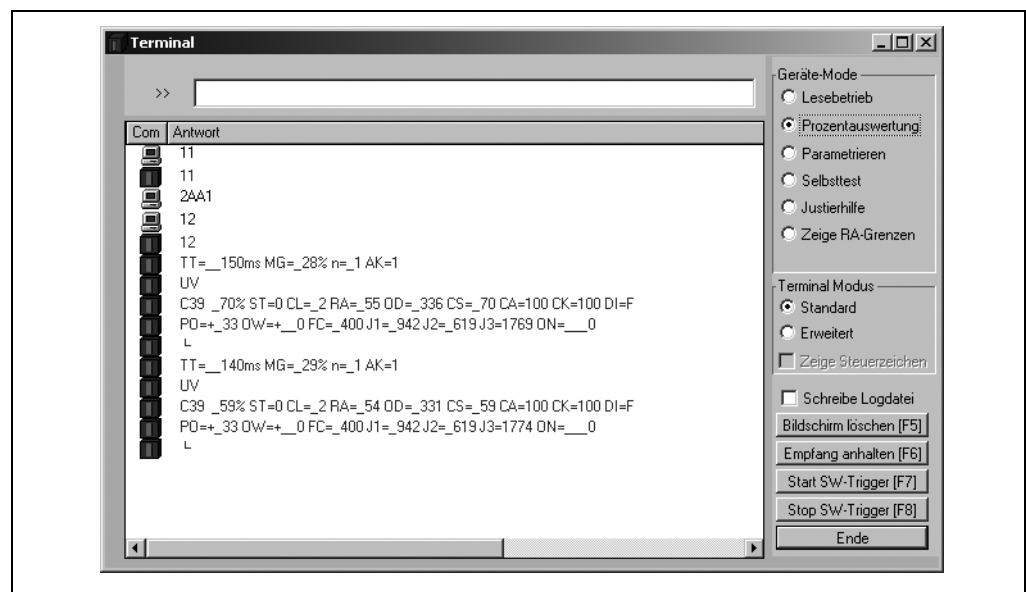 Terminal
>>
Com Antwort
11
11
2AA1
12
12
TT=__150ms MG=_28% n=_1 AK=1
UV
C39 _70% ST=0 CL=_2 RA=_55 OD=_336 CS=_70 CA=100 CK=100 DI=F
PO=+_33 OW=+__0 FC=_400 J1=_942 J2=_619 J3=1769 ON=___0
└
TT=__140ms MG=_29% n=_1 AK=1
UV
C39 _59% ST=0 CL=_2 RA=_54 OD=_331 CS=_59 CA=100 CK=100 DI=F
PO=+_33 OW=+__0 FC=_400 J1=_942 J2=_619 J3=1774 ON=___0
└
Geräte-Mode
Lesebetrieb
Prozentauswertung
Parametrieren
Selbsttest
Justierhilfe
Zeige RA-Grenzen
Terminal Modus
Standard
Erweitert
Zeige Steuerzeichen
Schreibe Logdatei
Bildschirm löschen [F5]
Empfang anhalten [F6]
Start SW-Trigger [F7]
Stop SW-Trigger [F8]
Ende